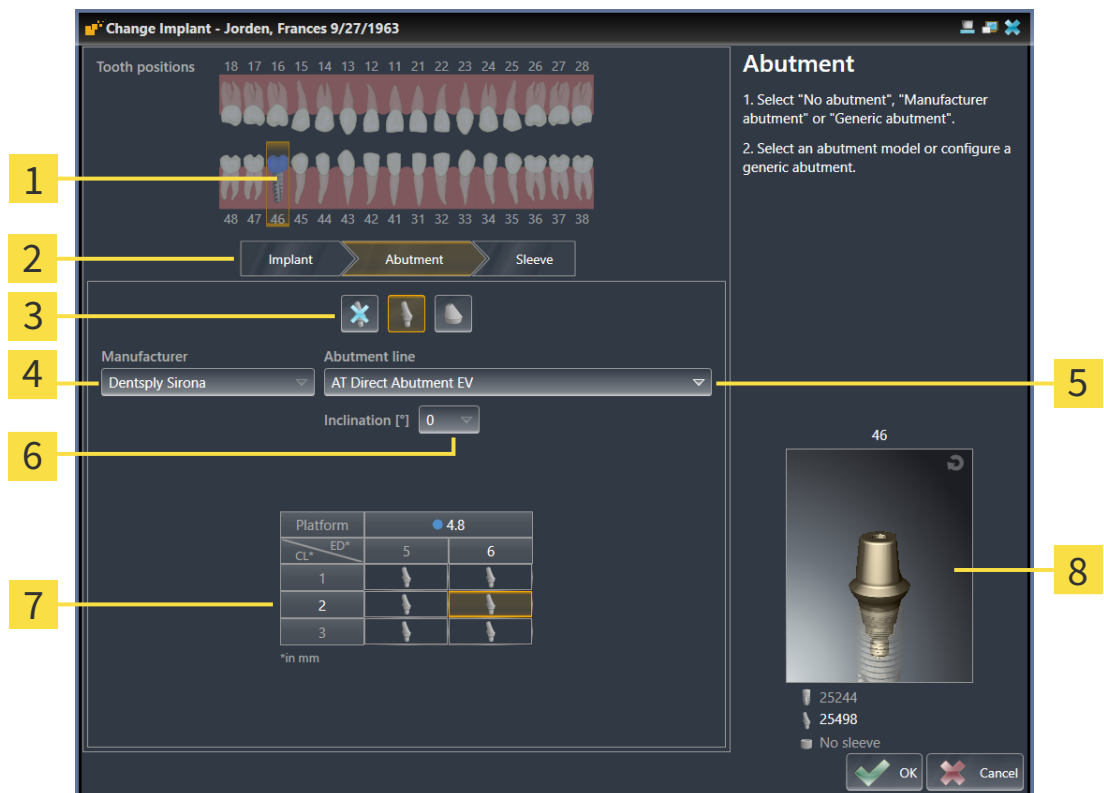 Change Implant - Jorden, Frances 9/27/1963
Tooth positions
18 17 16 15 14 13 12 11 21 22 23 24 25 26 27 28
1
48 47 46 45 44 43 42 41 31 32 33 34 35 36 37 38
2
Implant Abutment Sleeve
3
Manufacturer Abutment line
4
Dentsply Sirona AT Direct Abutment EV
5
Inclination [°] 0
6
Platform 4.8
CL* ED* 5 6
1
2
3
7
*in mm
Abutment
1. Select "No abutment", "Manufacturer
abutment" or "Generic abutment".
2. Select an abutment model or configure a
generic abutment.
46
8
25244
25498
No sleeve
OK Cancel